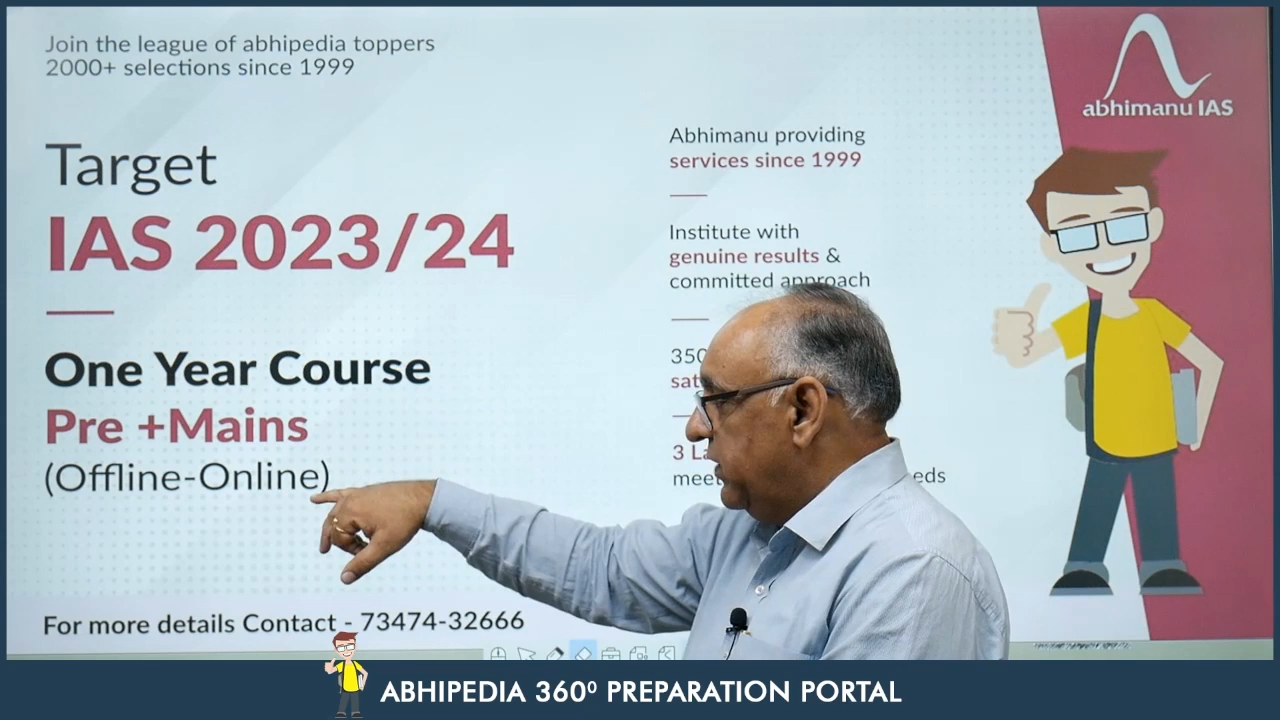 Join the league of abhipedia toppers
2000+ selections since 1999
Target
IAS 2023/24
One Year Course
Pre +Mains
(Offline-Online)
For more details Contact - 73474-32666
Abhimanu providing
services since 1999
Institute with
genuine results &
committed approach
350
3
abhimanu IAS
ABHIPEDIA 360⁰ PREPARATION PORTAL